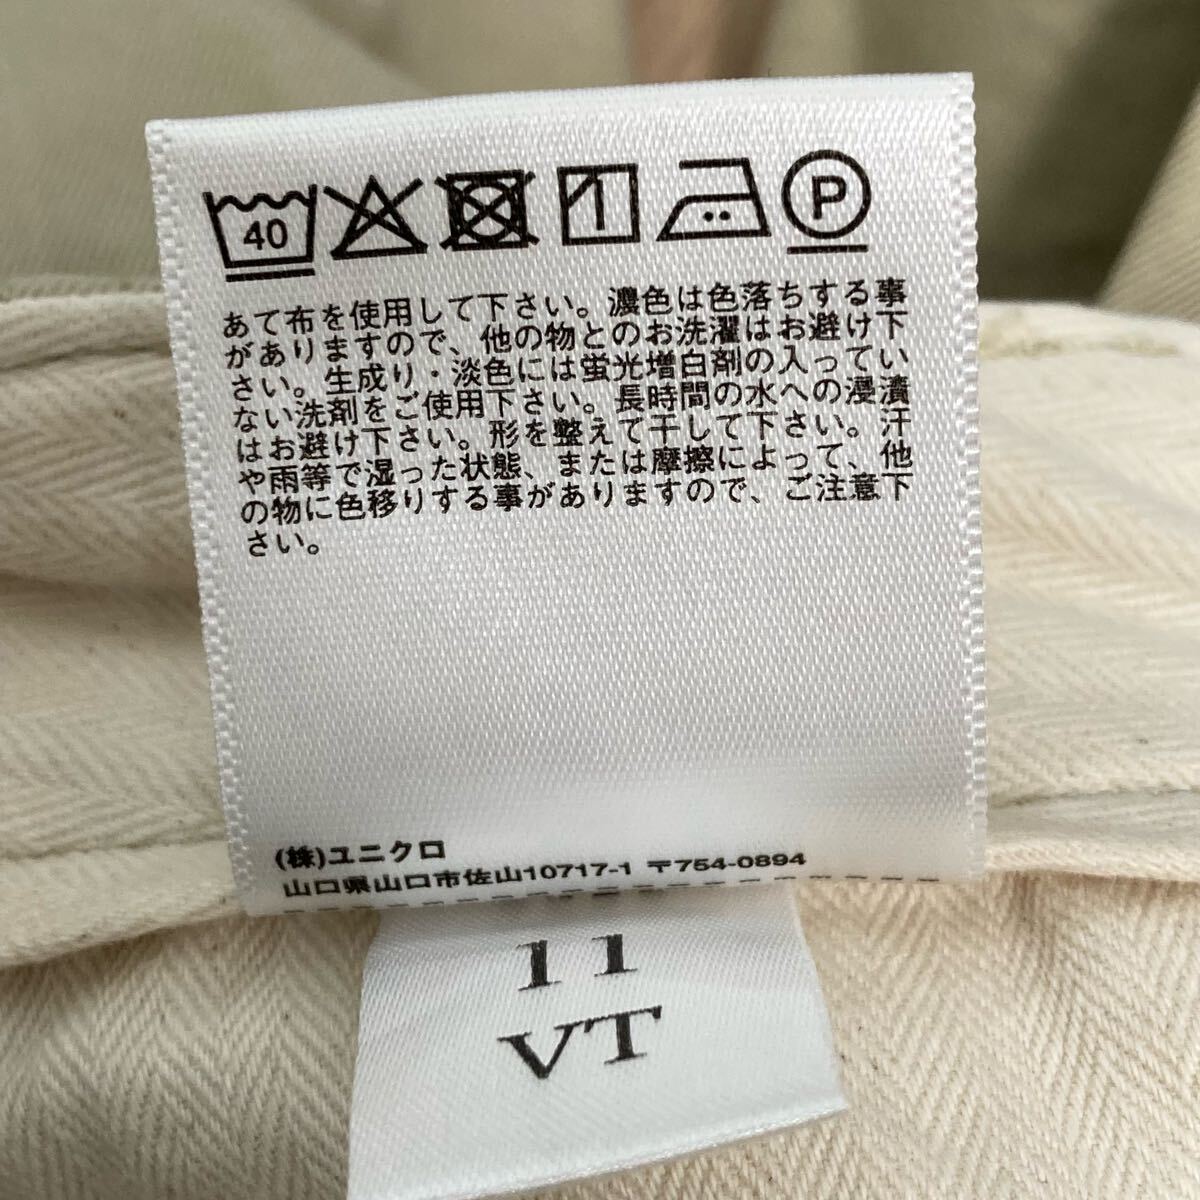 40 P
あて布を使用して下さい。濃色は色落ちする事
がありますので、他の物とのお洗濯はお避け下
さい。生成り・淡色には蛍光増白剤の入ってい
ない洗剤をご使用下さい。長時間の水への浸漬
はお避け下さい。形を整えて干して下さい。汗
や雨等で湿った状態、または摩擦によって、他
の物に色移りする事がありますので、ご注意下
さい。
(株)ユニクロ
山口県山口市佐山10717-1 〒754-0894
11
VT